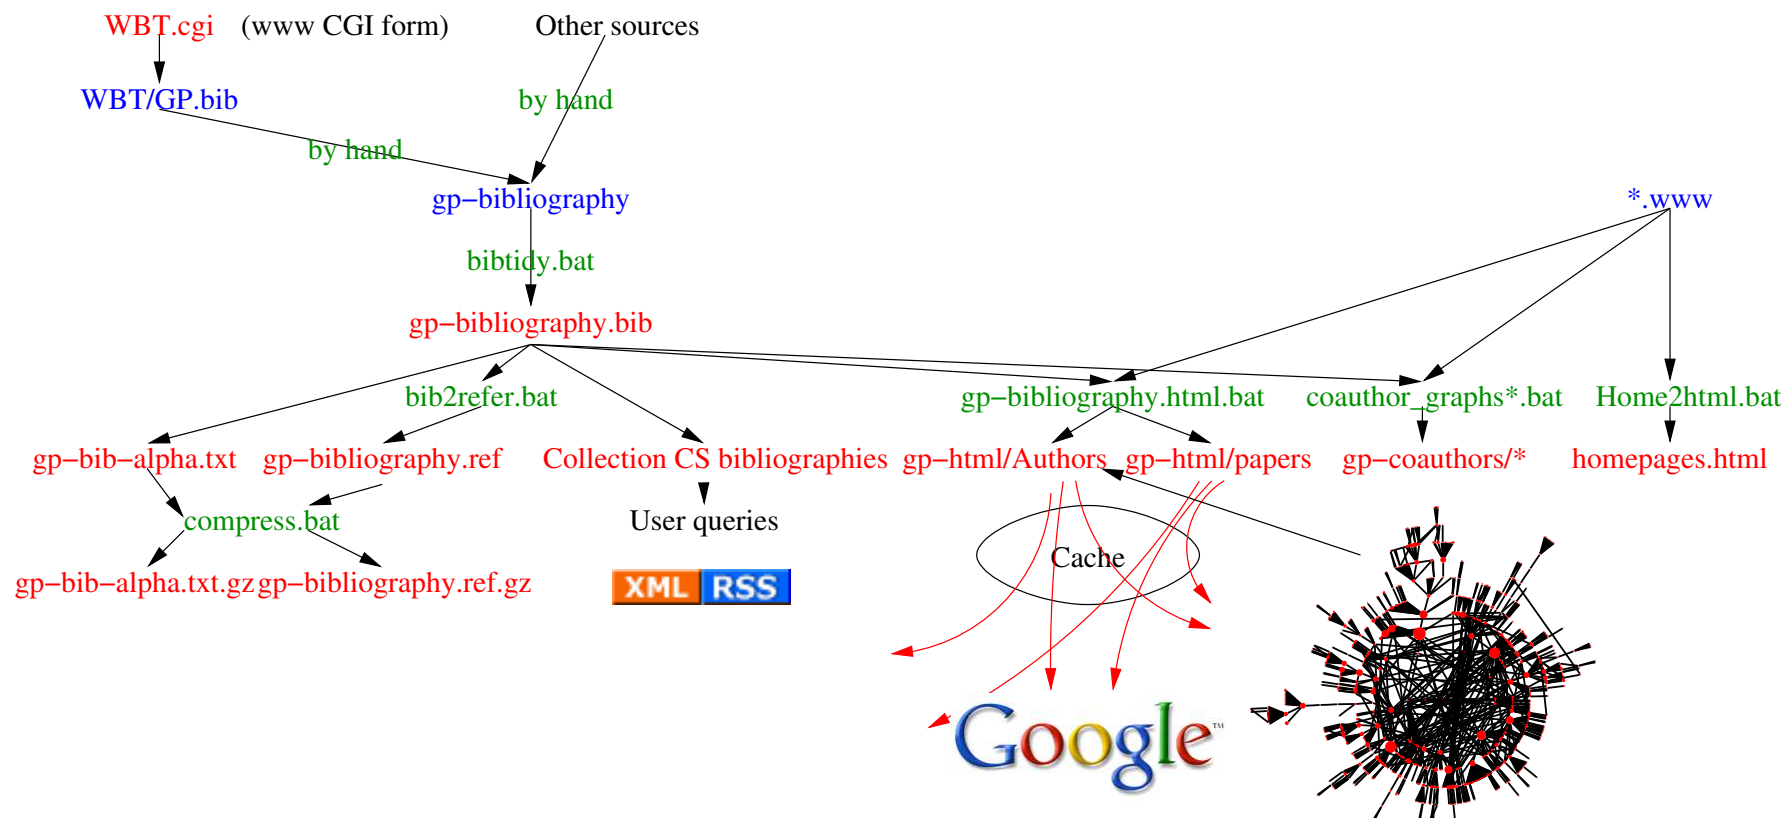 WBT.cgi (www CGI form) Other sources
WBT/GP.bib by hand
by hand
gp−bibliography *.www
bibtidy.bat
gp−bibliography.bib
bib2refer.bat gp−bibliography.html.bat coauthor_graphs*.bat Home2html.bat
gp−bib−alpha.txt gp−bibliography.ref Collection CS bibliographies gp−html/Authors gp−html/papers gp−coauthors/* homepages.html
compress.bat User queries
Cache
gp−bib−alpha.txt.gz gp−bibliography.ref.gz XML RSS
Google™